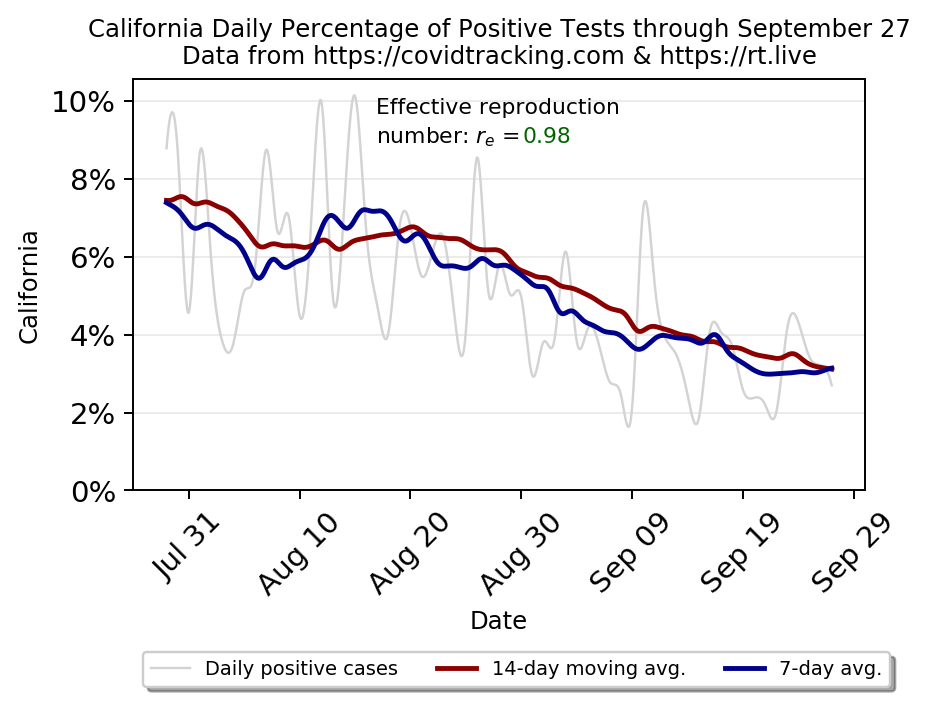 California Daily Percentage of Positive Tests through September 27
Data from https://covidtracking.com & https://rt.live
10%
Effective reproduction
number: rₑ =0.98
8%
6%
4%
2%
0%
California
Jul 31
Aug 10
Aug 20
Aug 30
Sep 09
Sep 19
Sep 29
Date
Daily positive cases
14-day moving avg.
7-day avg.